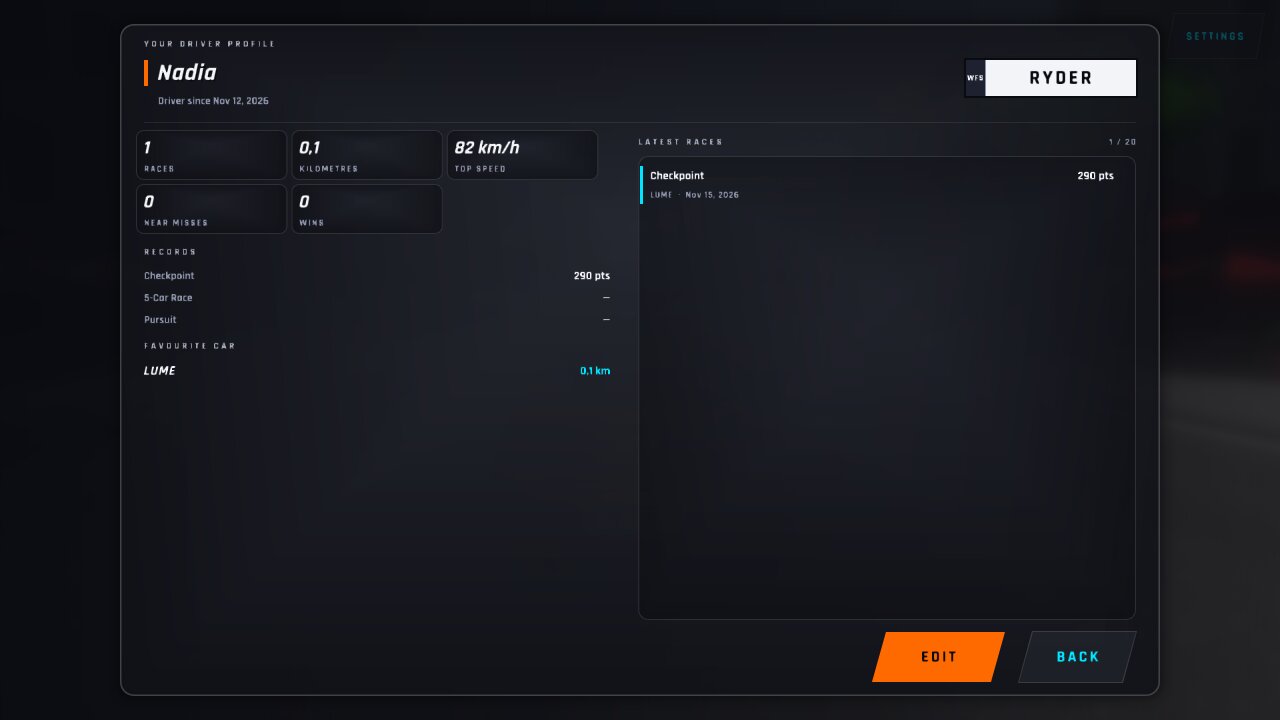 YOUR DRIVER PROFILE
Nadia
Driver since Nov 12, 2026
WFS RYDER
SETTINGS
1
RACES
0,1
KILOMETRES
82 km/h
TOP SPEED
0
NEAR MISSES
0
WINS
RECORDS
Checkpoint 290 pts
5-Car Race –
Pursuit –
FAVOURITE CAR
LUME 0,1 km
LATEST RACES 1 / 20
Checkpoint 290 pts
LUME · Nov 15, 2026
EDIT
BACK